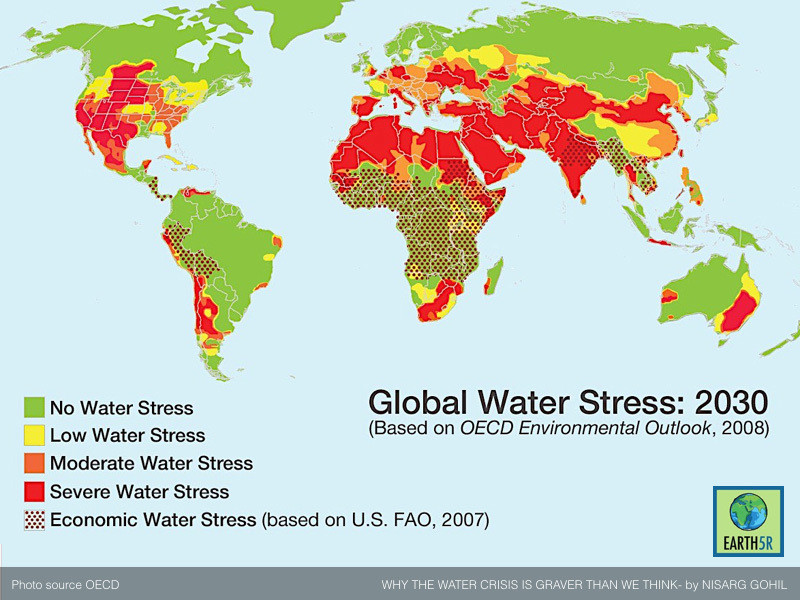 No Water Stress
Low Water Stress
Moderate Water Stress
Severe Water Stress
Economic Water Stress (based on U.S. FAO, 2007)
Global Water Stress: 2030
(Based on OECD Environmental Outlook, 2008)
EARTH5R
Photo source OECD
WHY THE WATER CRISIS IS GRAVER THAN WE THINK- by NISARG GOHIL